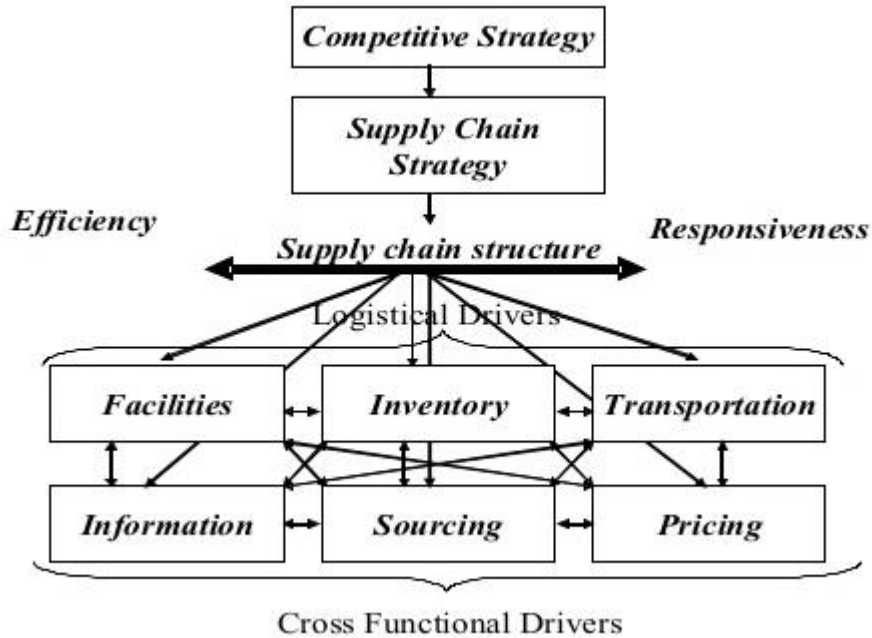 Competitive Strategy
Supply Chain
Strategy
Efficiency
Responsiveness
Supply chain structure
Logistical Drivers
Facilities
Inventory
Transportation
Information
Sourcing
Pricing
Cross Functional Drivers